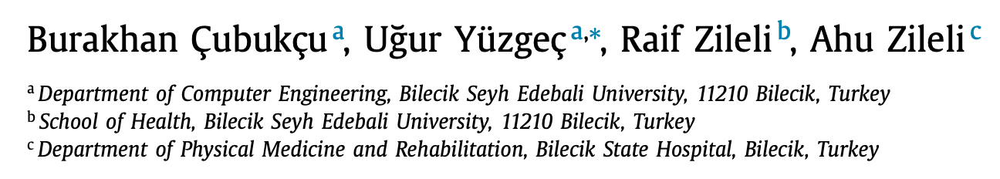 Burakhan Çubukçu a, Uğur Yüzgeç a,*, Raif Zileli b, Ahu Zileli c
a Department of Computer Engineering, Bilecik Seyh Edebali University, 11210 Bilecik, Turkey
b School of Health, Bilecik Seyh Edebali University, 11210 Bilecik, Turkey
c Department of Physical Medicine and Rehabilitation, Bilecik State Hospital, Bilecik, Turkey